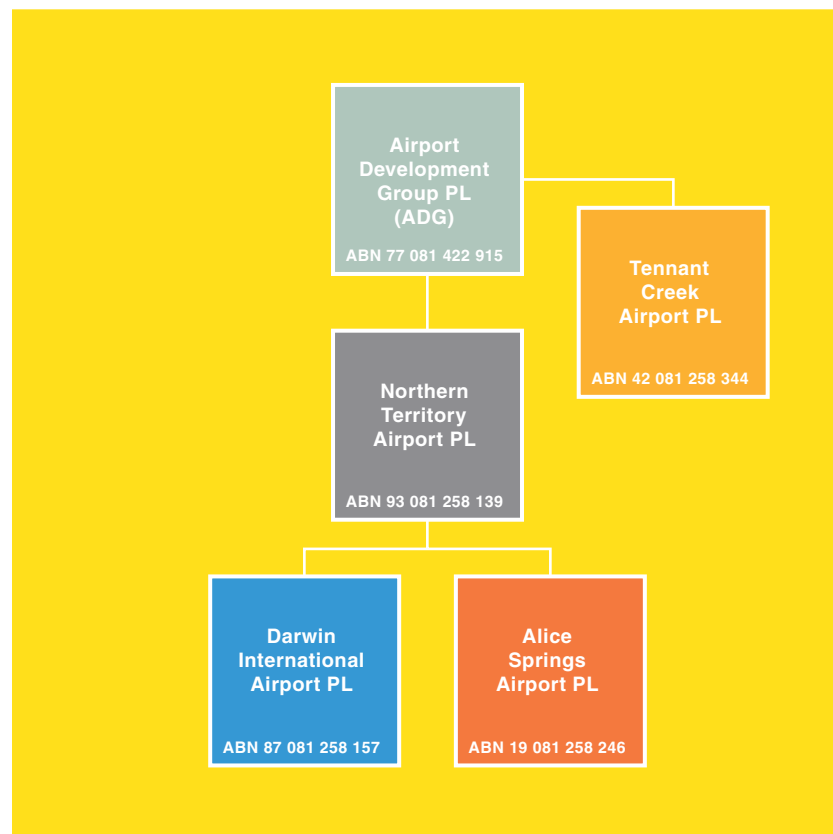 Airport
Development
Group PL
(ADG)
ABN 77 081 422 915
Tennant
Creek
Airport PL
ABN 42 081 258 344
Northern
Territory
Airport PL
ABN 93 081 258 139
Darwin
International
Airport PL
ABN 87 081 258 157
Alice
Springs
Airport PL
ABN 19 081 258 246